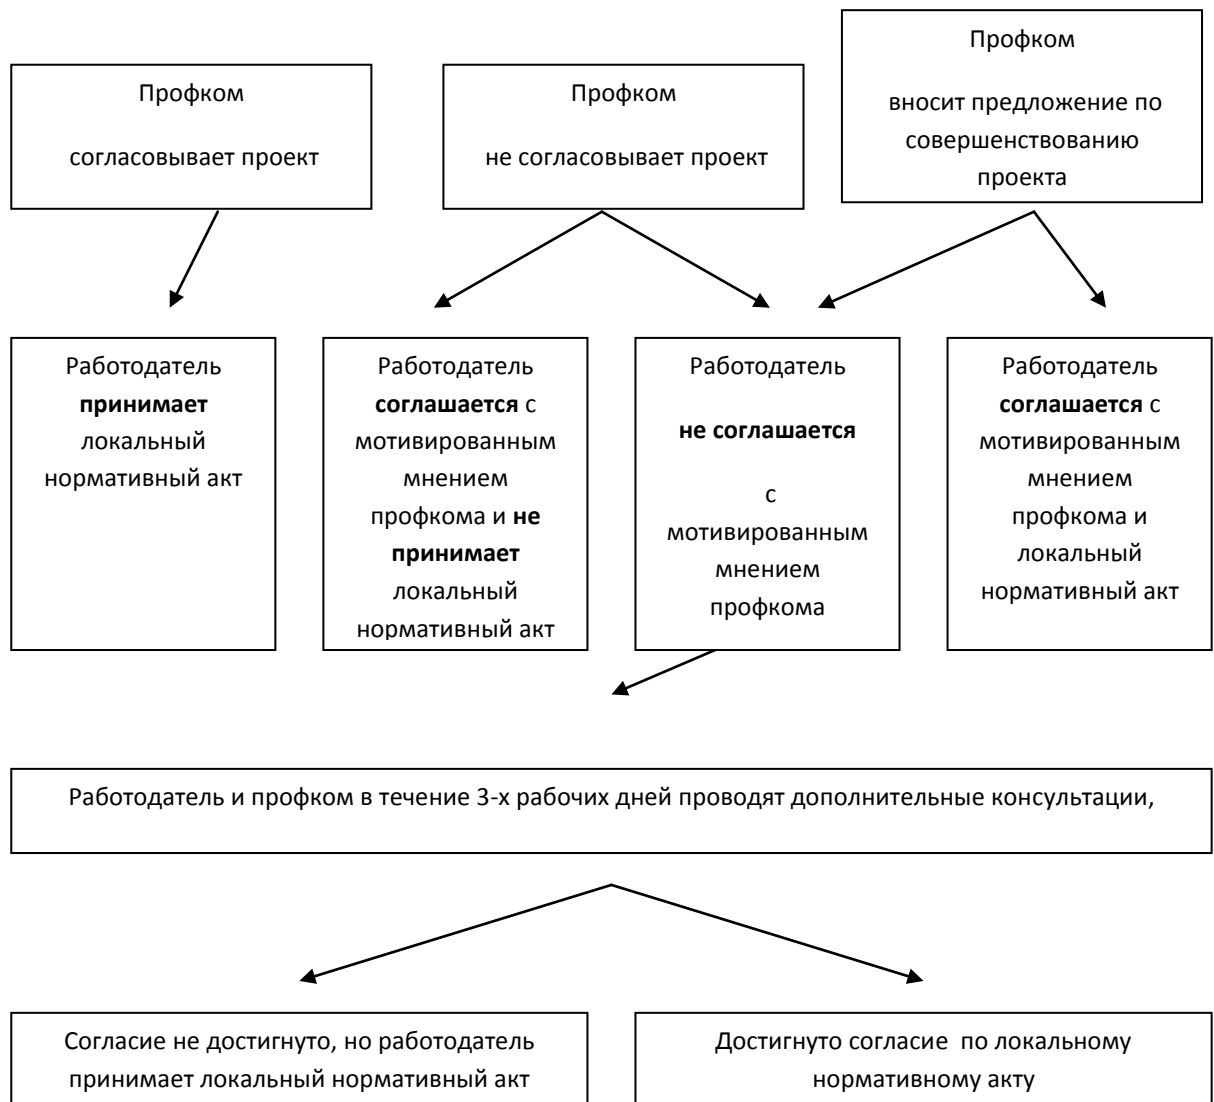 Профком
согласовывает проект
Профком
не согласовывает проект
Профком
вносит предложение по
совершенствованию
проекта
Работодатель
принимает
локальный
нормативный акт
Работодатель
соглашается с
мотивированным
мнением
профкома и не
принимает
локальный
нормативный акт
Работодатель
не соглашается
с
мотивированным
мнением
профкома
Работодатель
соглашается с
мотивированным
мнением
профкома и
локальный
нормативный акт
Работодатель и профком в течение 3-х рабочих дней проводят дополнительные консультации,
Согласие не достигнуто, но работодатель
принимает локальный нормативный акт
Достигнуто согласие по локальному
нормативному акту